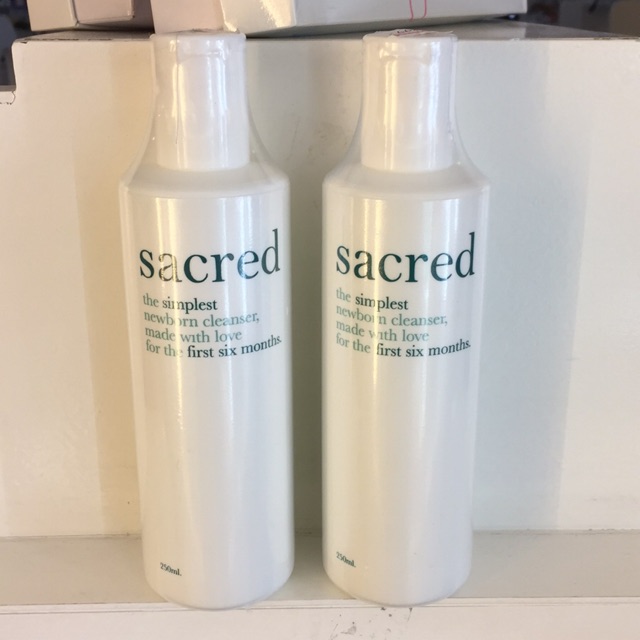 sacred
the simplest
newborn cleanser,
made with love
for the first six months.
250ml.
sacred
the simplest
newborn cleanser,
made with love
for the first six months.
250ml.